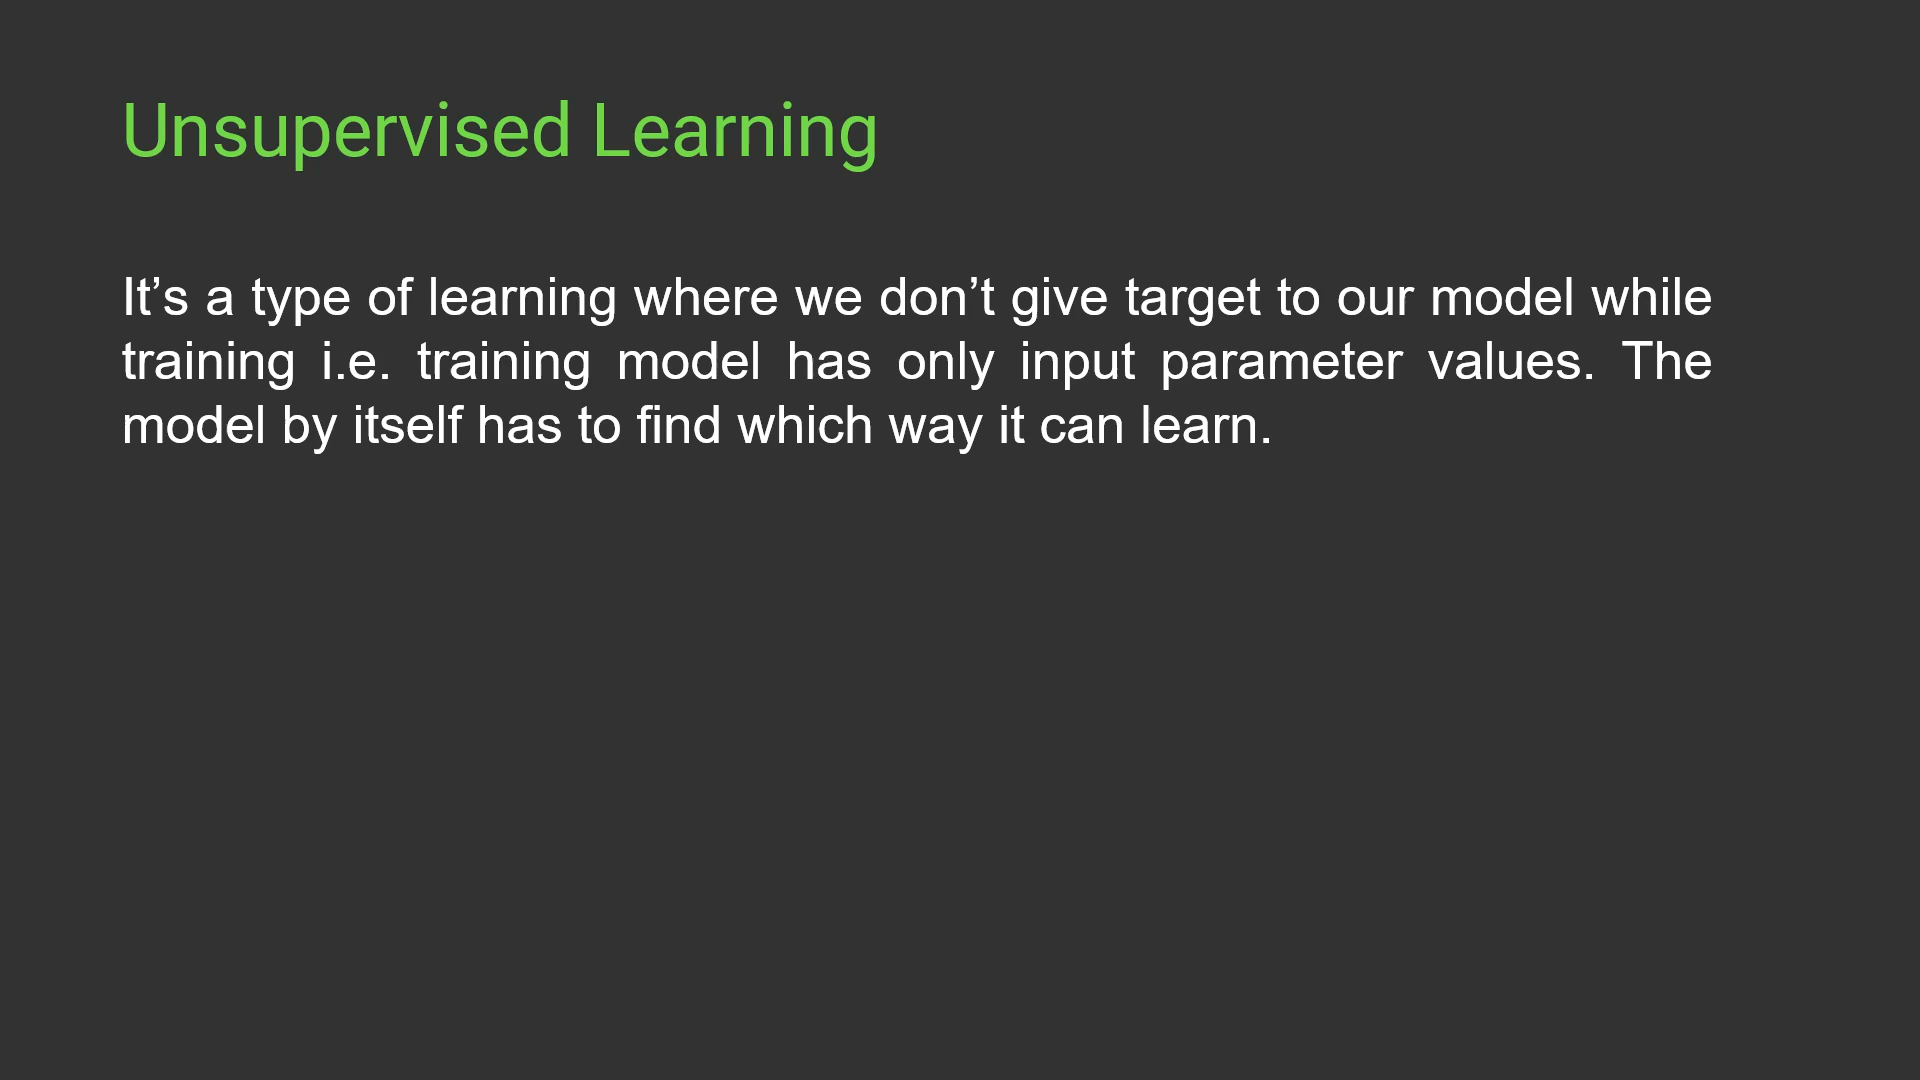 Unsupervised Learning
It’s a type of learning where we don’t give target to our model while
training i.e. training model has only input parameter values. The
model by itself has to find which way it can learn.